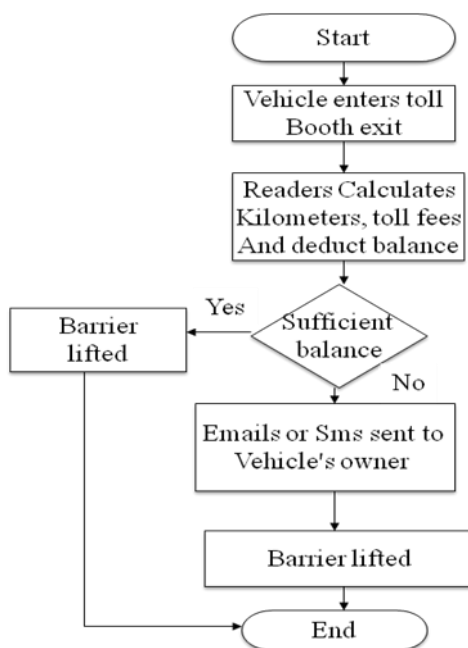 Start
Vehicle enters toll
Booth exit
Readers Calculates
Kilometers, toll fees
And deduct balance
Yes
Sufficient
balance
Barrier
lifted
No
Emails or Sms sent to
Vehicle's owner
Barrier lifted
End